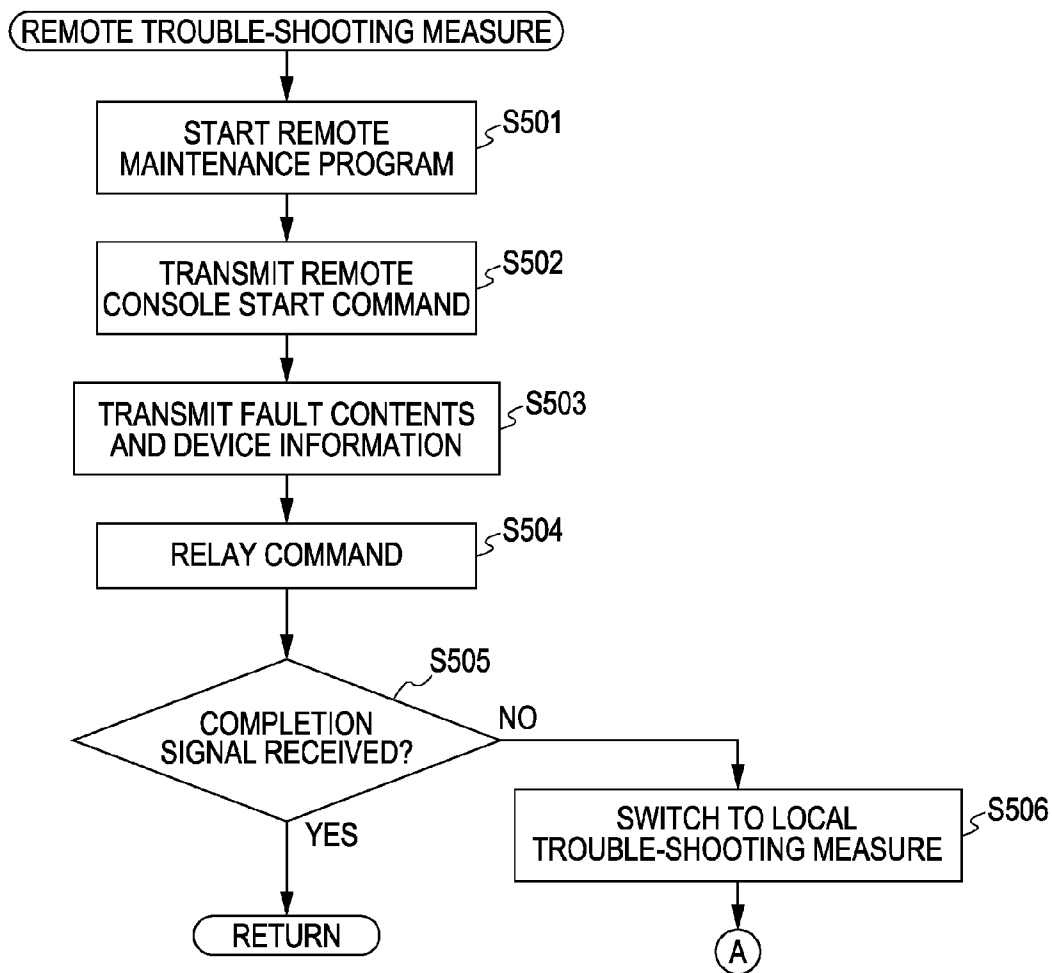 REMOTE TROUBLE-SHOOTING MEASURE
START REMOTE
MAINTENANCE PROGRAM
S501
TRANSMIT REMOTE
CONSOLE START COMMAND
S502
TRANSMIT FAULT CONTENTS
AND DEVICE INFORMATION
S503
RELAY COMMAND
S504
COMPLETION
SIGNAL RECEIVED?
S505
NO
YES
SWITCH TO LOCAL
TROUBLE-SHOOTING MEASURE
S506
RETURN
A